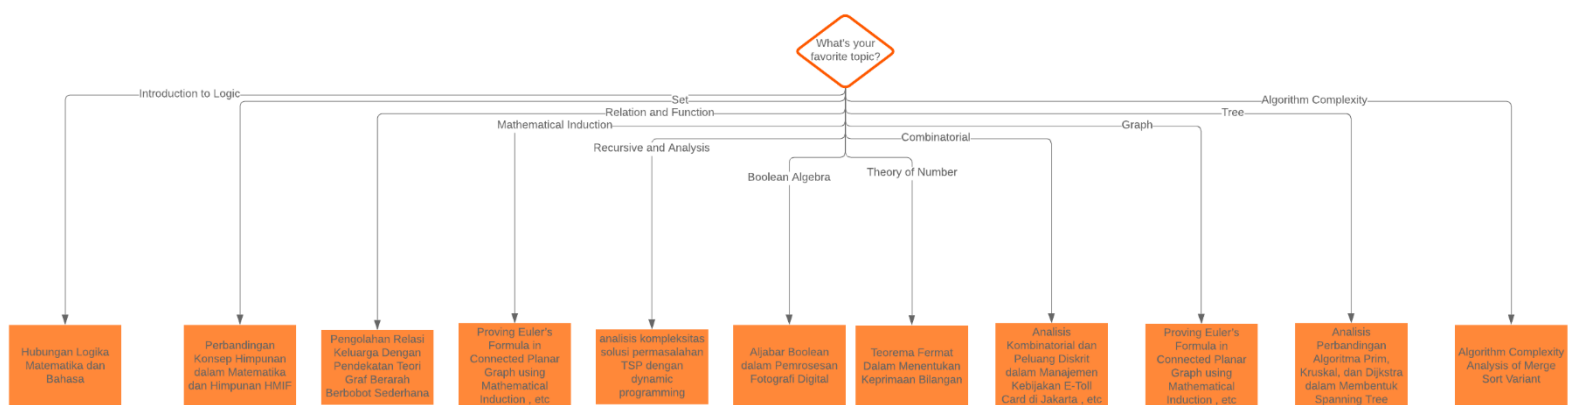 What's your
favorite topic?
Introduction to Logic
Set
Algorithm Complexity
Relation and Function
Tree
Mathematical Induction
Graph
Combinatorial
Recursive and Analysis
Boolean Algebra
Theory of Number
Hubungan Logika
Matematika dan
Bahasa
Perbandingan
Konsep Himpunan
dalam Matematika
dan Himpunan HMIF
Pengolahan Relasi
Keluarga Dengan
Pendekatan Teori
Graf Berarah
Berbobot Sederhana
Proving Euler's
Formula in
Connected Planar
Graph using
Mathematical
Induction , etc
analisis kompleksitas
solusi permasalahan
TSP dengan
dynamic
programming
Aljabar Boolean
dalam Pemprosesan
Fotografi Digital
Teorema Fermat
Dalam Menentukan
Keprimaan Bilangan
Analisis
Kombinatorial dan
Peluang Diskrit
dalam Manajemen
Kebijakan E-Toll
Card di Jakarta , etc
Proving Euler's
Formula in
Connected Planar
Graph using
Mathematical
Induction , etc
Analisis
Perbandingan
Algoritma Prim,
Kruskal, dan Dijkstra
dalam Membentuk
Spanning Tree
Algorithm Complexity
Analysis of Merge
Sort Variant